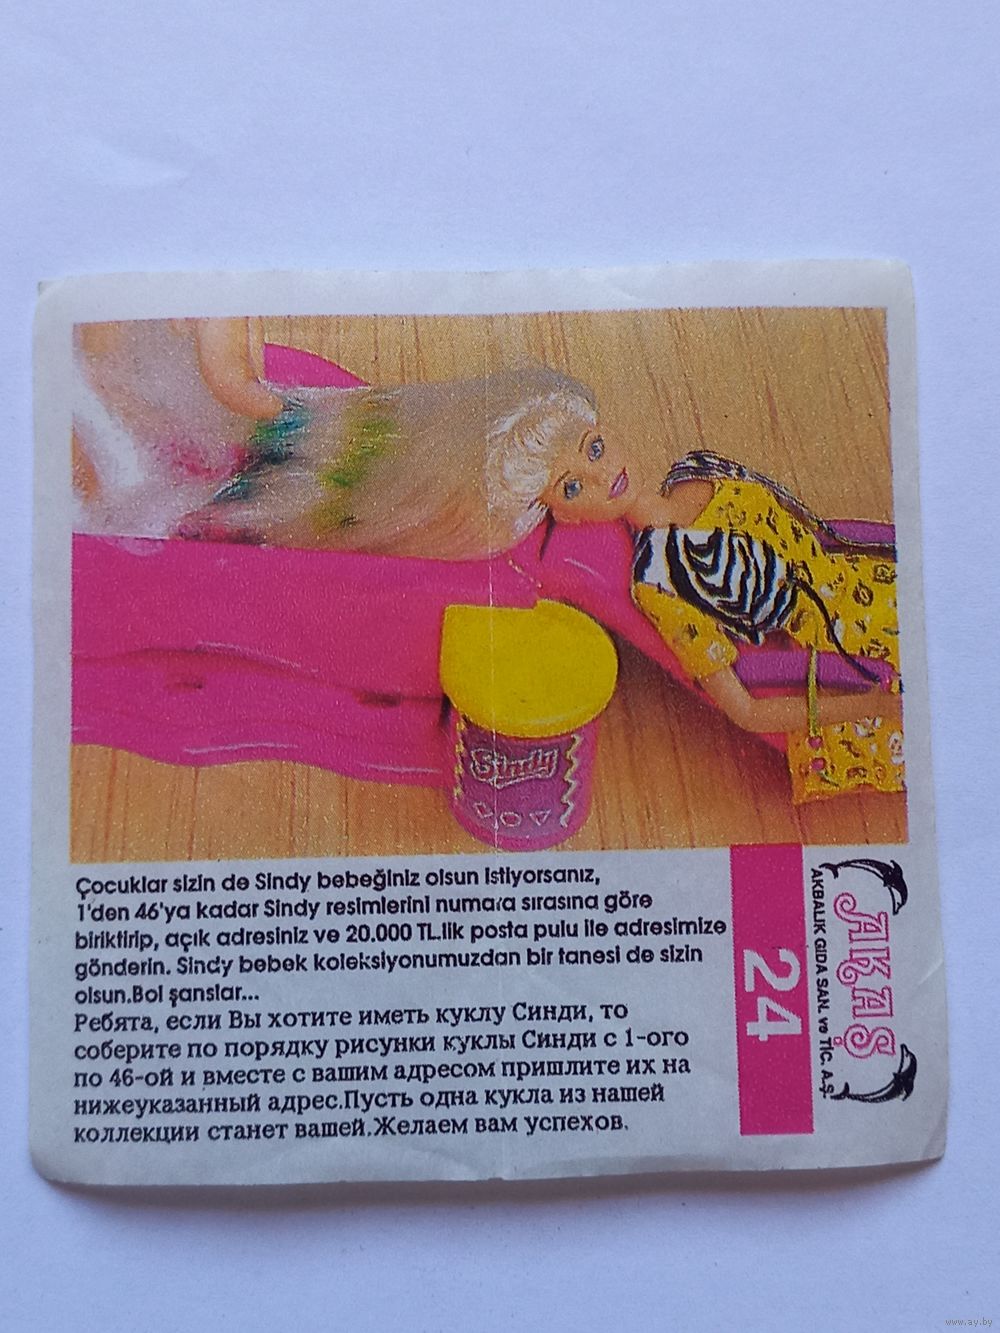 Sindy
Çocuklar sizin de Sindy bebeğiniz olsun istiyorsanız,
1'den 46'ya kadar Sindy resimlerini numara sırasına göre
biriktirip, açık adresiniz ve 20.000 TL.lik posta pulu ile adresimize
gönderin. Sindy bebek koleksiyonumuzdan bir tanesi de sizin
olsun.Bol şanslar...
Ребята, если Вы хотите иметь куклу Синди, то
соберите по порядку рисунки куклы Синди с 1-ого
по 46-ой и вместе с вашим адресом пришлите их на
нижеуказанный адрес.Пусть одна кукла из нашей
коллекции станет вашей.Желаем вам успехов.
24
AKBALIK GIDA SAN. ve TİC. A.Ş.
AKAŞ
www.ay.by